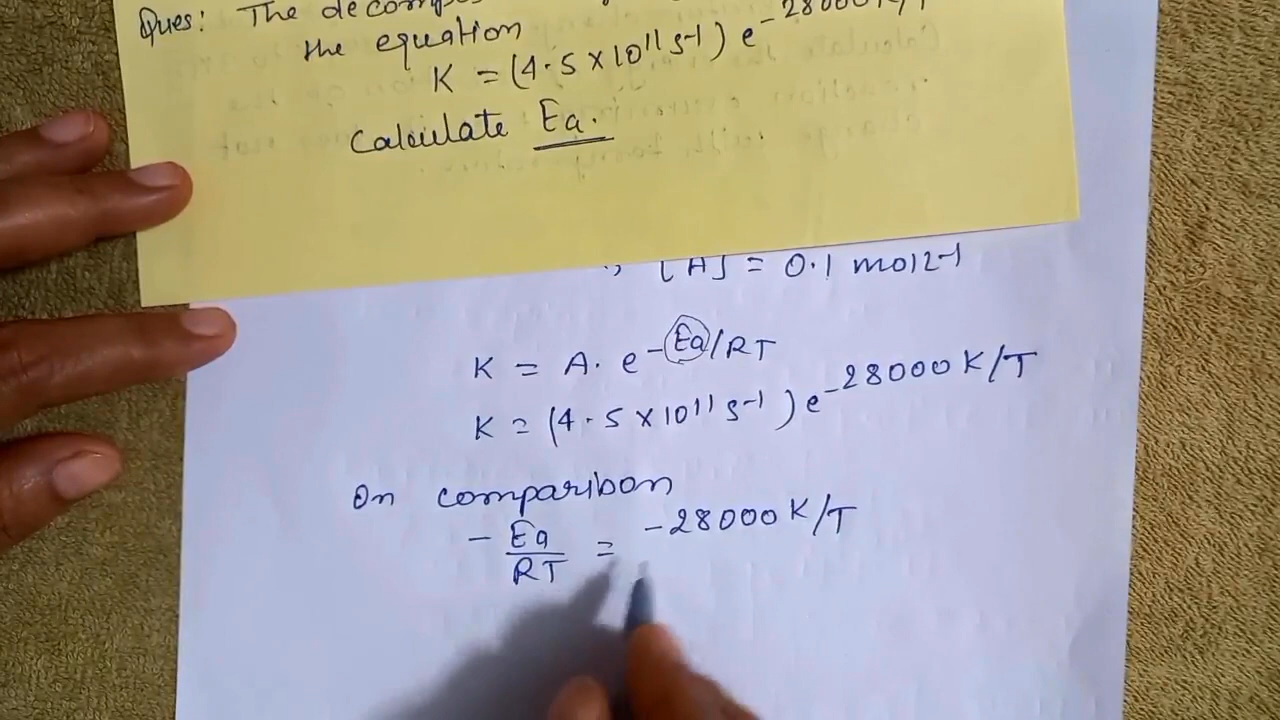 Ques: The
the equation
K = (4.5 × 10¹¹ s⁻¹) e⁻²⁸⁰⁰⁰
Calculate Ea.
[A] = 0.1 mol L⁻¹
K = A. e⁻ᴱᵃ/ᴿᵀ
K = (4.5 × 10¹¹ s⁻¹) e⁻²⁸⁰⁰⁰ ᴷ/ᵀ
On comparison
- Ea/RT = -28000 K/T